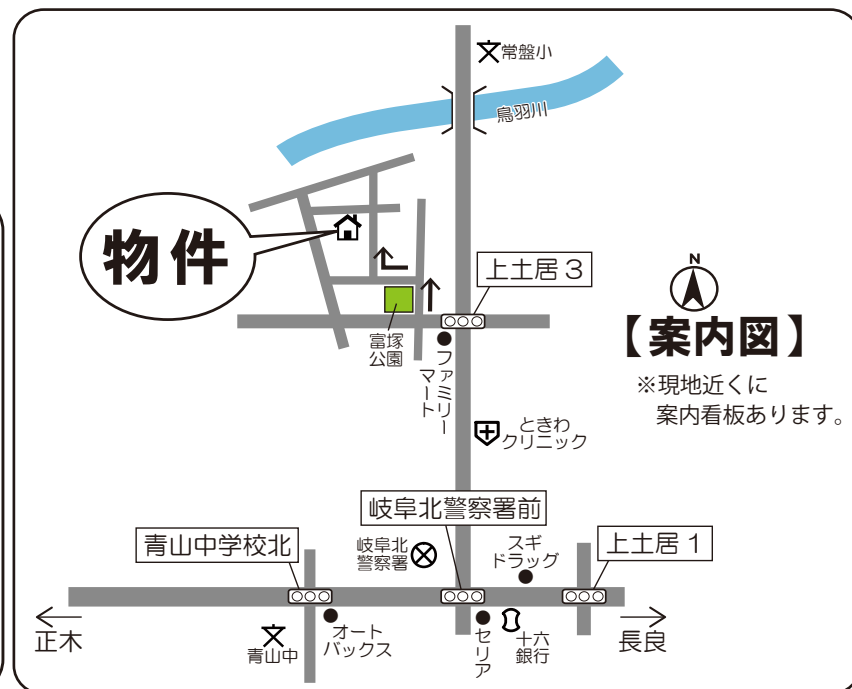 常盤小
鳥羽川
物件
上土居3
N
【案内図】
※現地近くに
案内看板あります。
富塚
公園
ファミリー
マート
ときわ
クリニック
岐阜北警察署前
青山中学校北
岐阜北
警察署
スギ
ドラッグ
上土居1
正木
青山中
オート
バックス
セリア
十六
銀行
長良